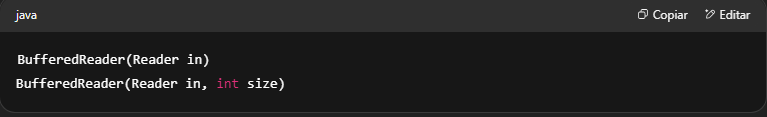 java
Copiar
Editar
BufferedReader(Reader in)
BufferedReader(Reader in, int size)